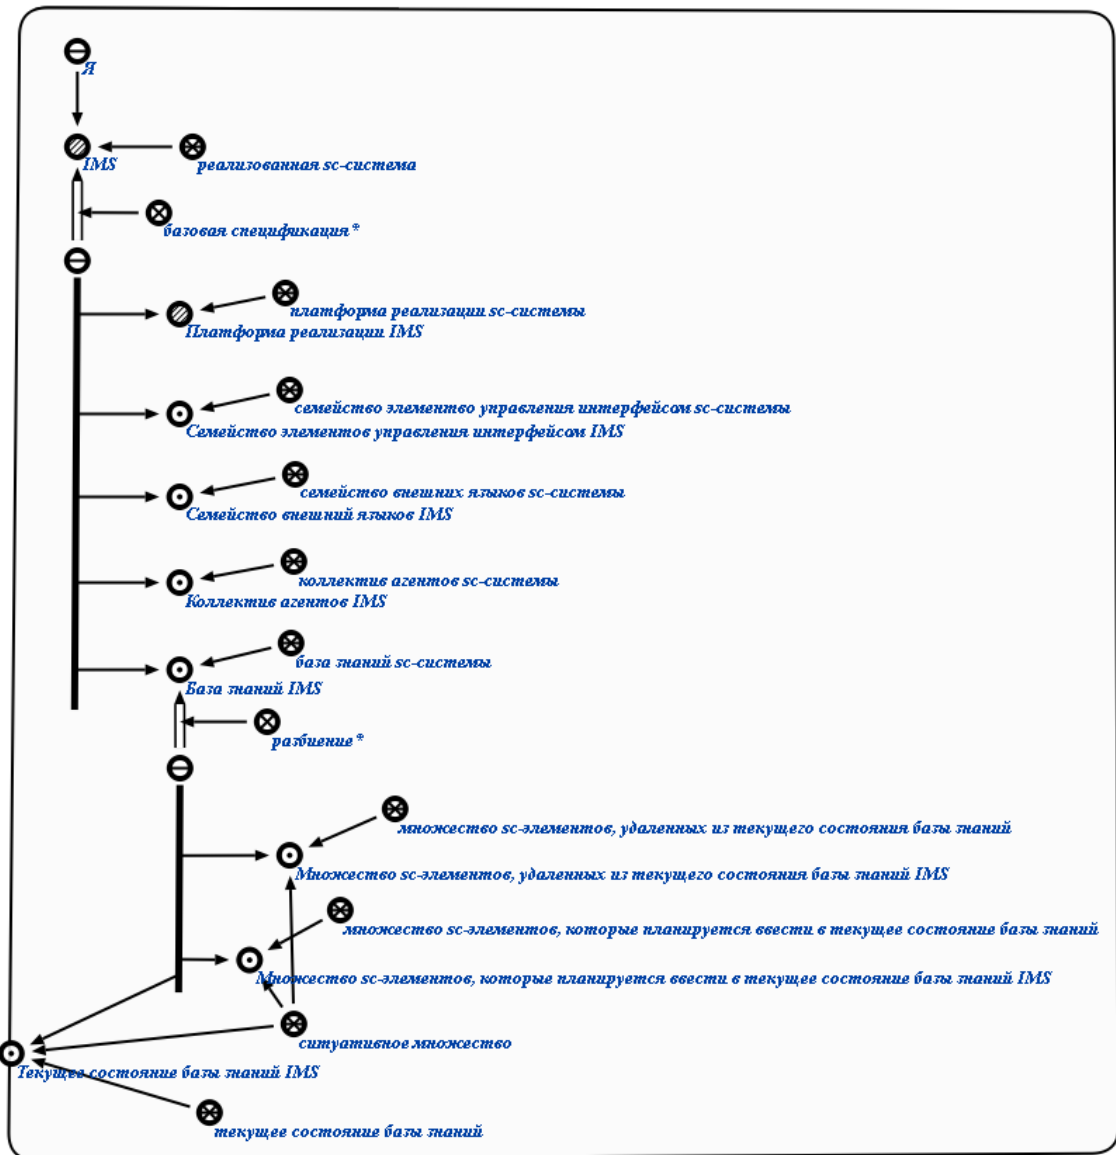 Я
IMS
реализованная sc-система
базовая спецификация*
платформа реализации sc-системы
Платформа реализации IMS
семейство элементво управления интерфейсом sc-системы
Семейство элементов управления интерфейсом IMS
семейство внешних языков sc-системы
Семейство внешний языков IMS
коллектив агентов sc-системы
Коллектив агентов IMS
база знаний sc-системы
База знаний IMS
разбиение*
множество sc-элементов, удаленных из текущего состояния базы знаний
Множество sc-элементов, удаленных из текущего состояния базы знаний IMS
множество sc-элементов, которые планируется ввести в текущее состояние базы знаний
Множество sc-элементов, которые планируется ввести в текущее состояние базы знаний IMS
ситуативное множество
Текущее состояние базы знаний IMS
текущее состояние базы знаний